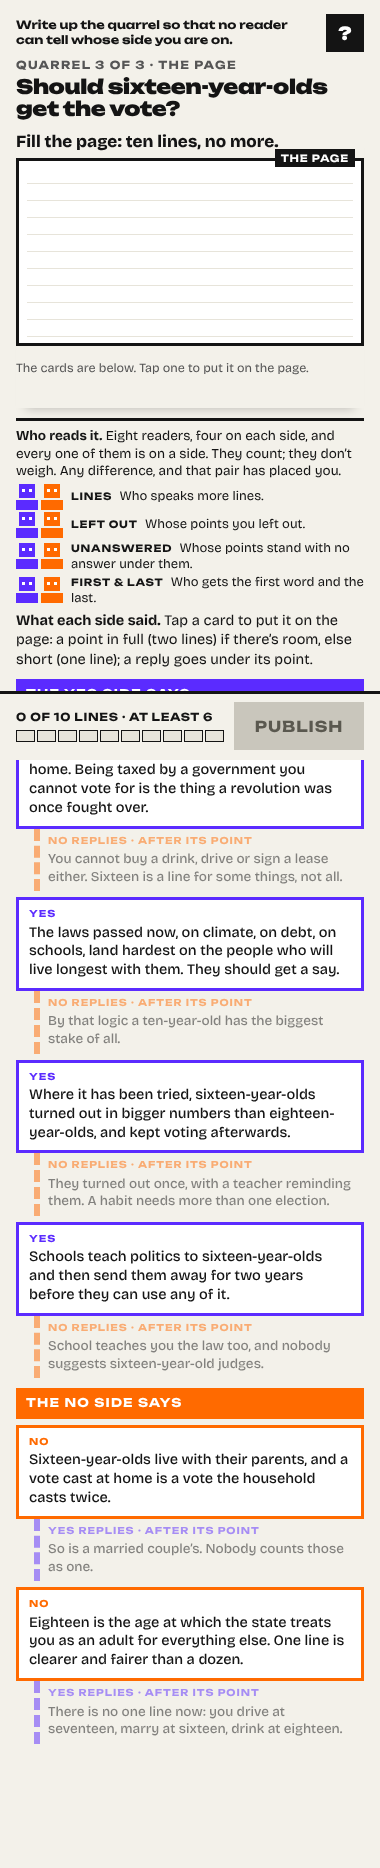 Write up the quarrel so that no reader
can tell whose side you are on.
?
QUARREL 3 OF 3 · THE PAGE
Should sixteen-year-olds
get the vote?
Fill the page: ten lines, no more.
THE PAGE
The cards are below. Tap one to put it on the page.
Who reads it. Eight readers, four on each side, and
every one of them is on a side. They count; they don't
weigh. Any difference, and that pair has placed you.
LINES Who speaks more lines.
LEFT OUT Whose points you left out.
UNANSWERED Whose points stand with no
answer under them.
FIRST & LAST Who gets the first word and the
last.
What each side said. Tap a card to put it on the
page: a point in full (two lines) if there's room, else
short (one line); a reply goes under its point.
THE YES SIDE SAYS
0 OF 10 LINES · AT LEAST 6
PUBLISH
home. Being taxed by a government you
cannot vote for is the thing a revolution was
once fought over.
NO REPLIES · AFTER ITS POINT
You cannot buy a drink, drive or sign a lease
either. Sixteen is a line for some things, not all.
YES
The laws passed now, on climate, on debt, on
schools, land hardest on the people who will
live longest with them. They should get a say.
NO REPLIES · AFTER ITS POINT
By that logic a ten-year-old has the biggest
stake of all.
YES
Where it has been tried, sixteen-year-olds
turned out in bigger numbers than eighteen-
year-olds, and kept voting afterwards.
NO REPLIES · AFTER ITS POINT
They turned out once, with a teacher reminding
them. A habit needs more than one election.
YES
Schools teach politics to sixteen-year-olds
and then send them away for two years
before they can use any of it.
NO REPLIES · AFTER ITS POINT
School teaches you the law too, and nobody
suggests sixteen-year-old judges.
THE NO SIDE SAYS
NO
Sixteen-year-olds live with their parents, and a
vote cast at home is a vote the household
casts twice.
YES REPLIES · AFTER ITS POINT
So is a married couple's. Nobody counts those
as one.
NO
Eighteen is the age at which the state treats
you as an adult for everything else. One line is
clearer and fairer than a dozen.
YES REPLIES · AFTER ITS POINT
There is no one line now: you drive at
seventeen, marry at sixteen, drink at eighteen.